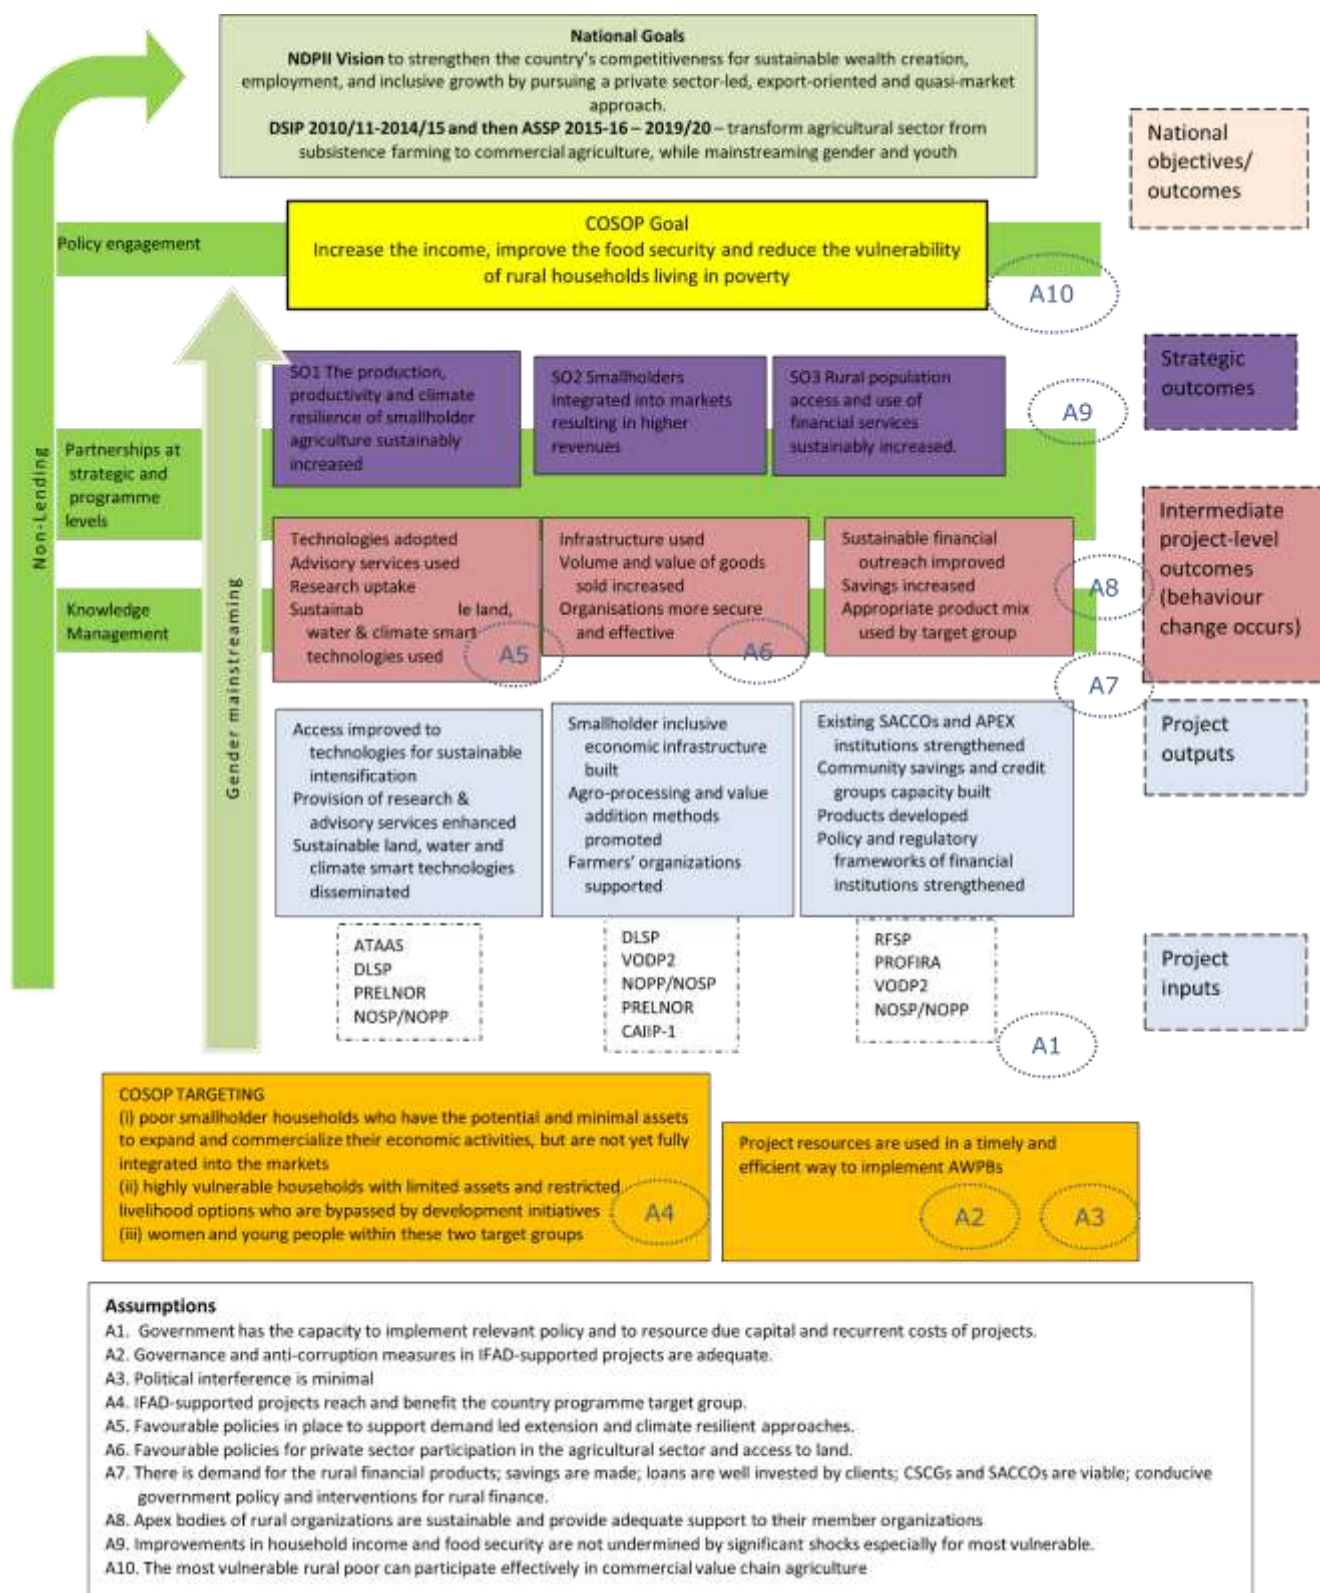 National Goals
NDPII Vision to strengthen the country's competitiveness for sustainable wealth creation,
employment, and inclusive growth by pursuing a private sector-led, export-oriented and quasi-market
approach.
DSIP 2010/11-2014/15 and then ASSP 2015-16 – 2019/20 – transform agricultural sector from
subsistence farming to commercial agriculture, while mainstreaming gender and youth
National
objectives/
outcomes
Policy engagement
COSOP Goal
Increase the income, improve the food security and reduce the vulnerability
of rural households living in poverty
A10
Non-Lending
Gender mainstreaming
SO1 The production,
productivity and climate
resilience of smallholder
agriculture sustainably
increased
SO2 Smallholders
integrated into markets
resulting in higher
revenues
SO3 Rural population
access and use of
financial services
sustainably increased.
A9
Strategic
outcomes
Partnerships at
strategic and
programme
levels
Knowledge
Management
Technologies adopted
Advisory services used
Research uptake
Sustainab le land,
water & climate smart
technologies used
A5
Infrastructure used
Volume and value of goods
sold increased
Organisations more secure
and effective
A6
Sustainable financial
outreach improved
Savings increased
Appropriate product mix
used by target group
A8
A7
Intermediate
project-level
outcomes
(behaviour
change occurs)
Access improved to
technologies for sustainable
intensification
Provision of research &
advisory services enhanced
Sustainable land, water and
climate smart technologies
disseminated
Smallholder inclusive
economic infrastructure
built
Agro-processing and value
addition methods
promoted
Farmers' organizations
supported
Existing SACCOs and APEX
institutions strengthened
Community savings and credit
groups capacity built
Products developed
Policy and regulatory
frameworks of financial
institutions strengthened
Project
outputs
ATAAS
DLSP
PRELNOR
NOSP/NOPP
DLSP
VODP2
NOPP/NOSP
PRELNOR
CAIIP-1
RFSP
PROFIRA
VODP2
NOSP/NOPP
A1
Project
inputs
COSOP TARGETING
(i) poor smallholder households who have the potential and minimal assets
to expand and commercialize their economic activities, but are not yet fully
integrated into the markets
(ii) highly vulnerable households with limited assets and restricted
livelihood options who are bypassed by development initiatives
(iii) women and young people within these two target groups
A4
Project resources are used in a timely and
efficient way to implement AWPBs
A2
A3
Assumptions
A1. Government has the capacity to implement relevant policy and to resource due capital and recurrent costs of projects.
A2. Governance and anti-corruption measures in IFAD-supported projects are adequate.
A3. Political interference is minimal
A4. IFAD-supported projects reach and benefit the country programme target group.
A5. Favourable policies in place to support demand led extension and climate resilient approaches.
A6. Favourable policies for private sector participation in the agricultural sector and access to land.
A7. There is demand for the rural financial products; savings are made; loans are well invested by clients; CSCGs and SACCOs are viable; conducive
government policy and interventions for rural finance.
A8. Apex bodies of rural organizations are sustainable and provide adequate support to their member organizations
A9. Improvements in household income and food security are not undermined by significant shocks especially for most vulnerable.
A10. The most vulnerable rural poor can participate effectively in commercial value chain agriculture